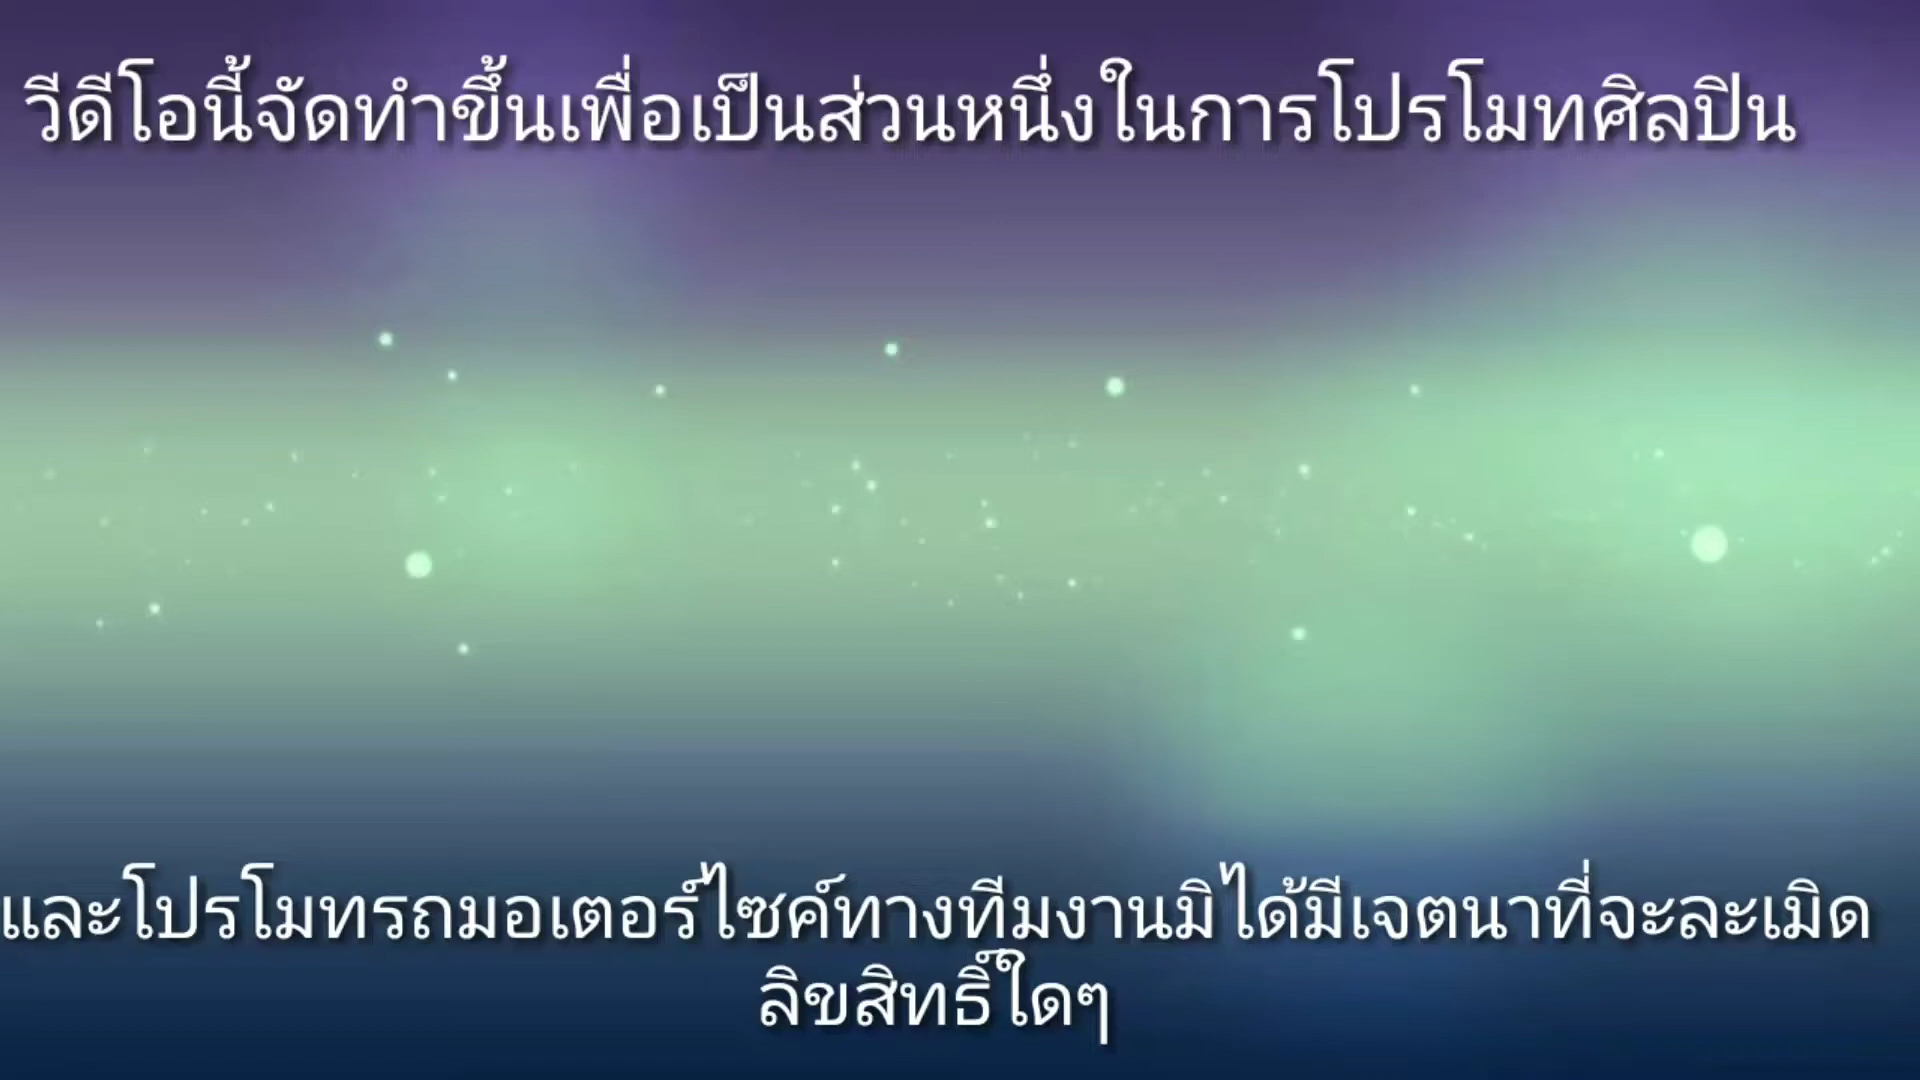 วีดีโอนี้จัดทำขึ้นเพื่อเป็นส่วนหนึ่งในการโปรโมทศิลปิน
และโปรโมทรถมอเตอร์ไซค์ทางทีมงานมิได้มีเจตนาที่จะละเมิด
ลิขสิทธิ์ใดๆ